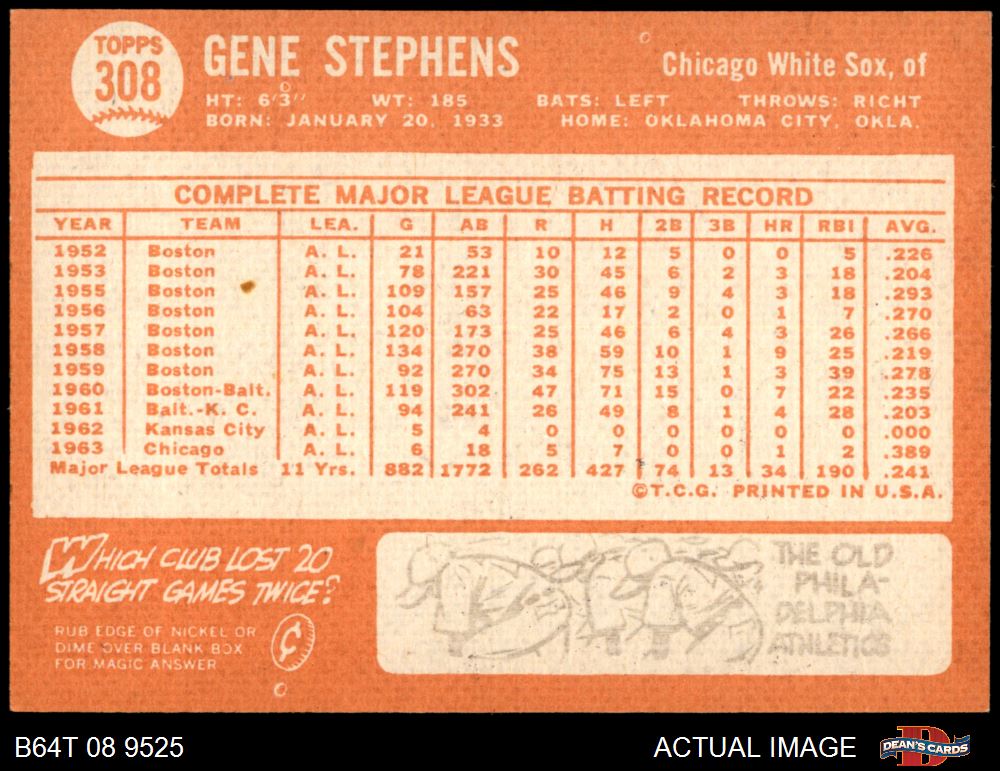 TOPPS
308
GENE STEPHENS
Chicago White Sox, of
HT: 6'3" WT: 185 BATS: LEFT THROWS: RICHT
BORN: JANUARY 20, 1933 HOME: OKLAHOMA CITY, OKLA.
COMPLETE MAJOR LEAGUE BATTING RECORD
YEAR TEAM LEA. G AB R H 2B 3B HR RBI AVG.
1952 Boston A. L. 21 53 10 12 5 0 0 5 .226
1953 Boston A. L. 78 221 30 45 6 2 3 18 .204
1955 Boston A. L. 109 157 25 46 9 4 3 18 .293
1956 Boston A. L. 104 63 22 17 2 0 1 7 .270
1957 Boston A. L. 120 173 25 46 6 4 3 26 .266
1958 Boston A. L. 134 270 38 59 10 1 9 25 .219
1959 Boston A. L. 92 270 34 75 13 1 3 39 .278
1960 Boston-Balt. A. L. 119 302 47 71 15 0 7 22 .235
1961 Balt.-K. C. A. L. 94 241 26 49 8 1 4 28 .203
1962 Kansas City A. L. 5 4 0 0 0 0 0 0 .000
1963 Chicago A. L. 6 18 5 7 0 0 1 2 .389
Major League Totals 11 Yrs. 882 1772 262 427 74 13 34 190 .241
©T.C.G. PRINTED IN U.S.A.
WHICH CLUB LOST 20
STRAIGHT GAMES TWICE?
RUB EDGE OF NICKEL OR
DIME OVER BLANK BOX
FOR MAGIC ANSWER
¢
THE OLD
PHILA-
DELPHIA
ATHLETICS
B64T 08 9525
ACTUAL IMAGE
DEAN'S CARDS